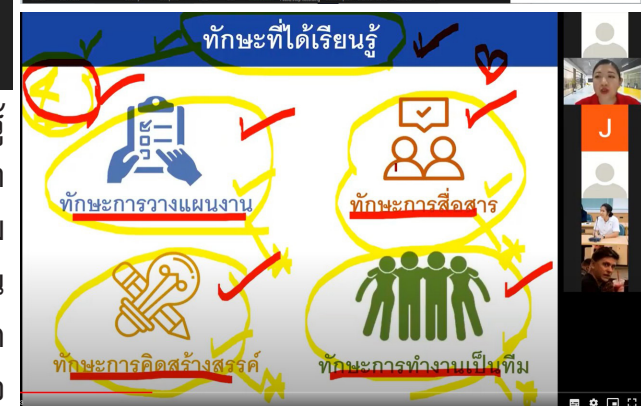 ทักษะที่ได้เรียนรู้
ทักษะการวางแผนงาน
ทักษะการสื่อสาร
J
ทักษะการคิดสร้างสรรค์
ทักษะการทำงานเป็นทีม